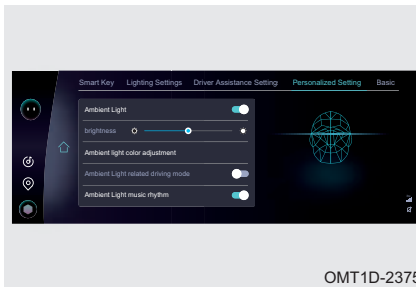 Smart Key Lighting Settings Driver Assistance Setting Personalized Setting Basic
Ambient Light
brightness
Ambient light color adjustment
Ambient Light related driving mode
Ambient Light music rhythm
OMT1D-2375